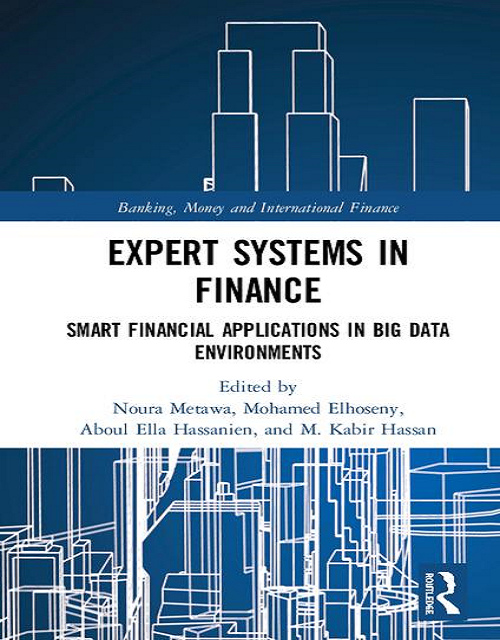 Banking, Money and International Finance
EXPERT SYSTEMS IN
FINANCE
SMART FINANCIAL APPLICATIONS IN BIG DATA
ENVIRONMENTS
Edited by
Noura Metawa, Mohamed Elhoseny,
Aboul Ella Hassanien, and M. Kabir Hassan
ROUTLEDGE